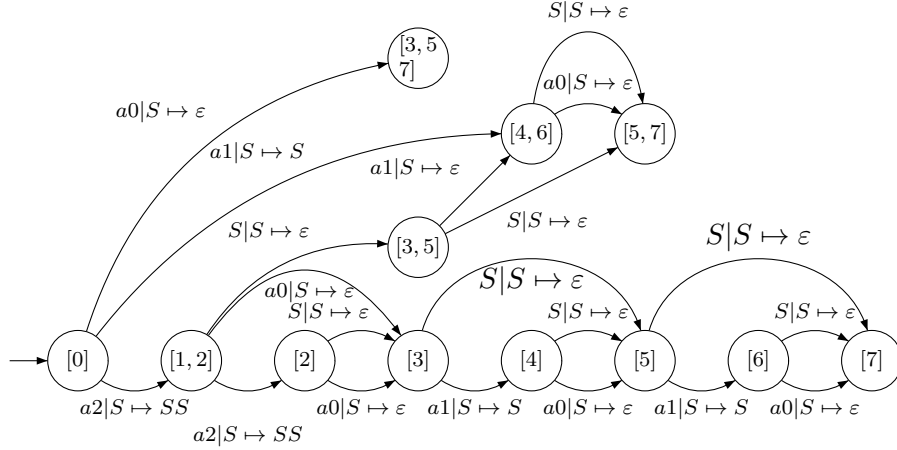 S|S ↦ ε
[3, 5
7]
a0|S ↦ ε
a0|S ↦ ε
[4, 6]
[5, 7]
a1|S ↦ S
a1|S ↦ ε
S|S ↦ ε
S|S ↦ ε
[3, 5]
S|S ↦ ε
S|S ↦ ε
a0|S ↦ ε
S|S ↦ ε
S|S ↦ ε
S|S ↦ ε
[0]
[1, 2]
[2]
[3]
[4]
[5]
[6]
[7]
a2|S ↦ SS
a0|S ↦ ε
a1|S ↦ S
a0|S ↦ ε
a1|S ↦ S
a0|S ↦ ε
a2|S ↦ SS